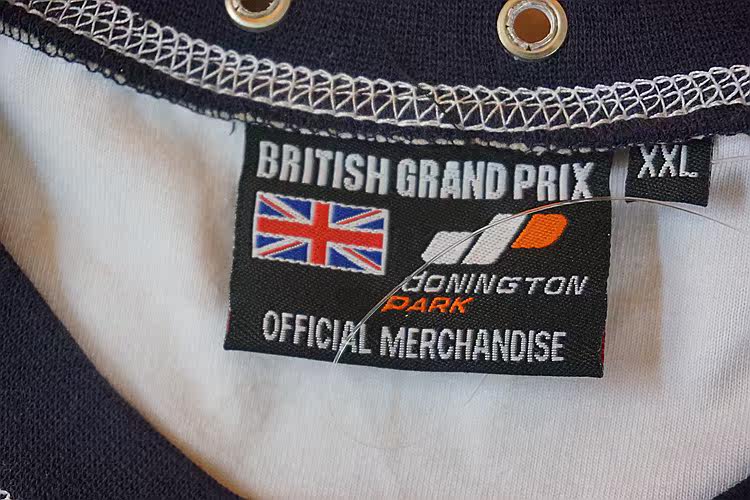 BRITISH GRAND PRIX
XXL
dONINGTON
PARK
OFFICIAL MERCHANDISE